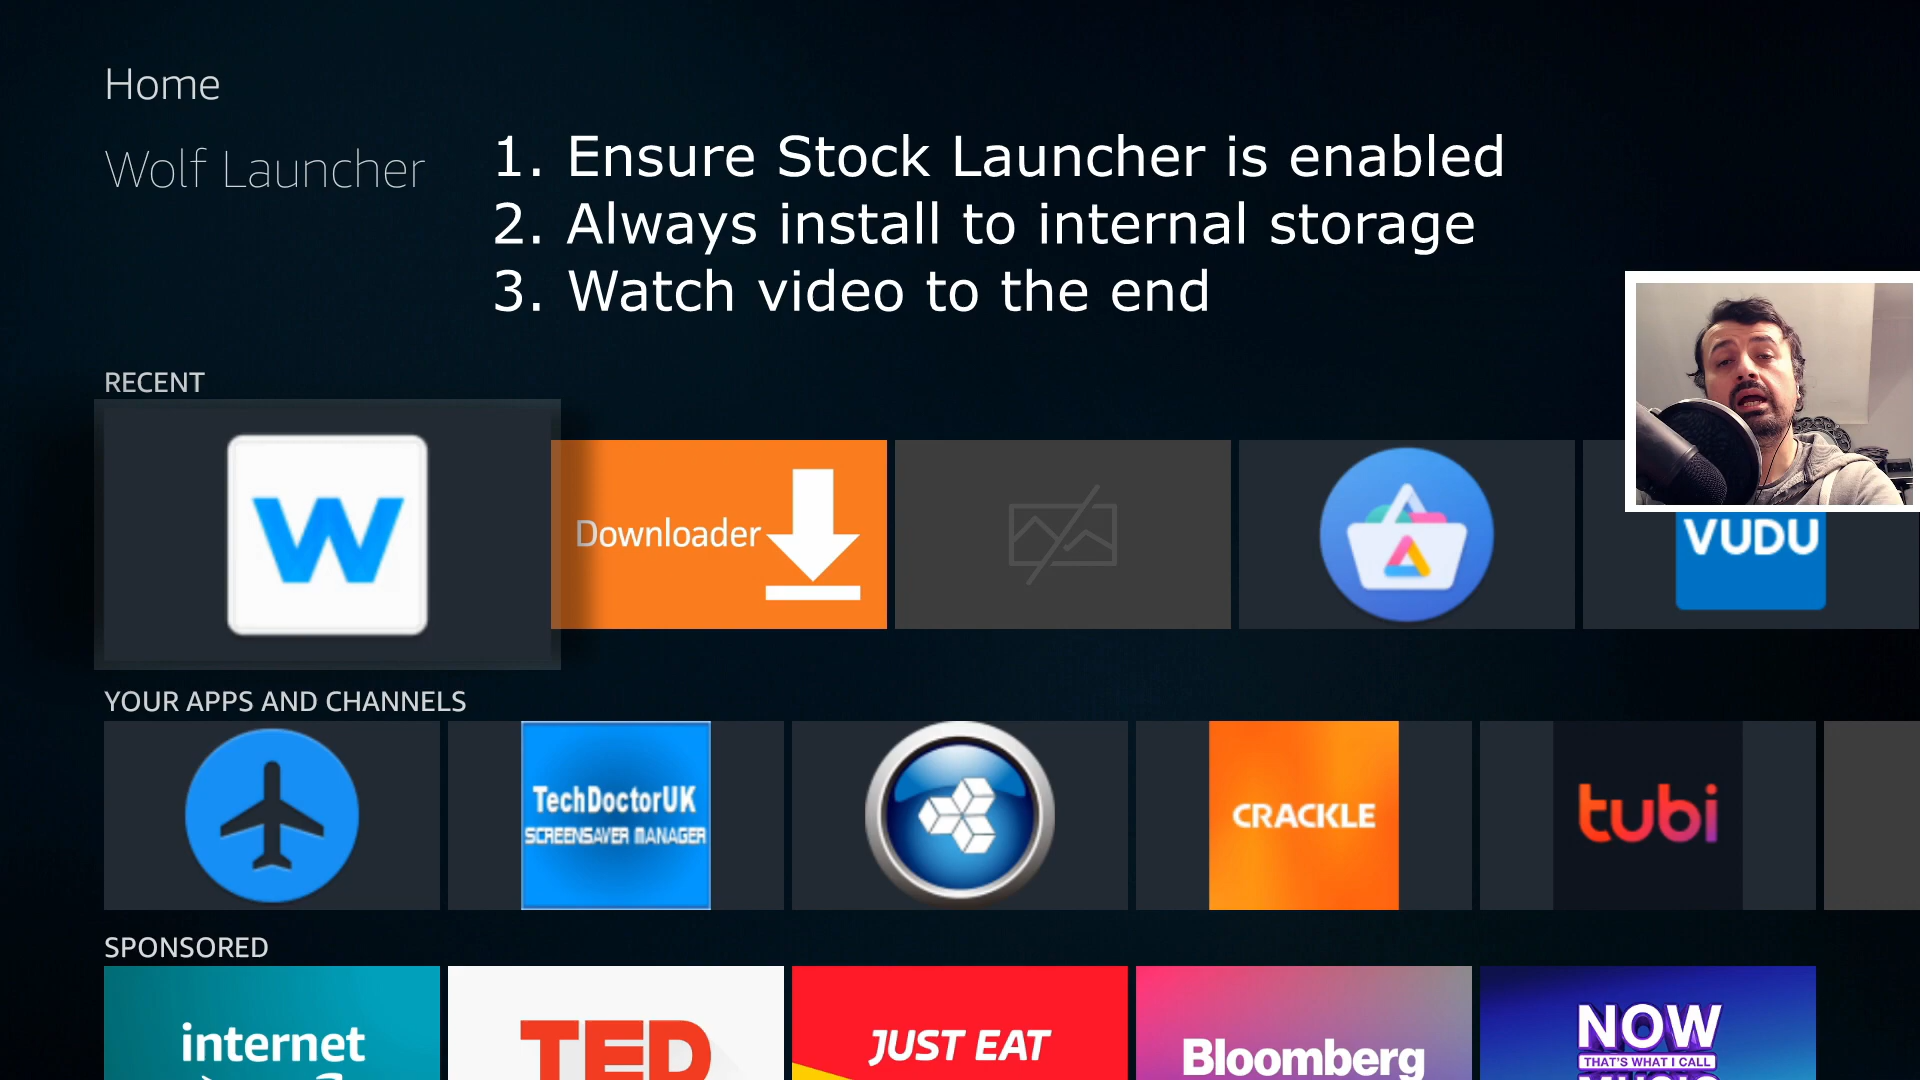 Home
Wolf Launcher
1. Ensure Stock Launcher is enabled
2. Always install to internal storage
3. Watch video to the end
RECENT
W
Downloader
VUDU
YOUR APPS AND CHANNELS
TechDoctorUK
SCREENSAVER MANAGER
CRACKLE
tubi
SPONSORED
internet
TED
JUST EAT
Bloomberg
NOW
THAT'S WHAT I CALL
MUSIC